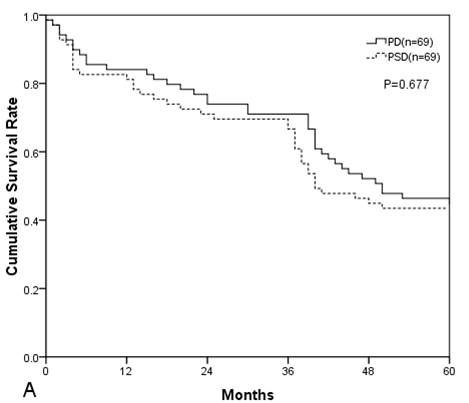 1.0
PD(n=69)
PSD(n=69)
0.8
P=0.677
0.6
0.4
0.2
0.0
0 12 24 36 48 60
Cumulative Survival Rate
A
Months